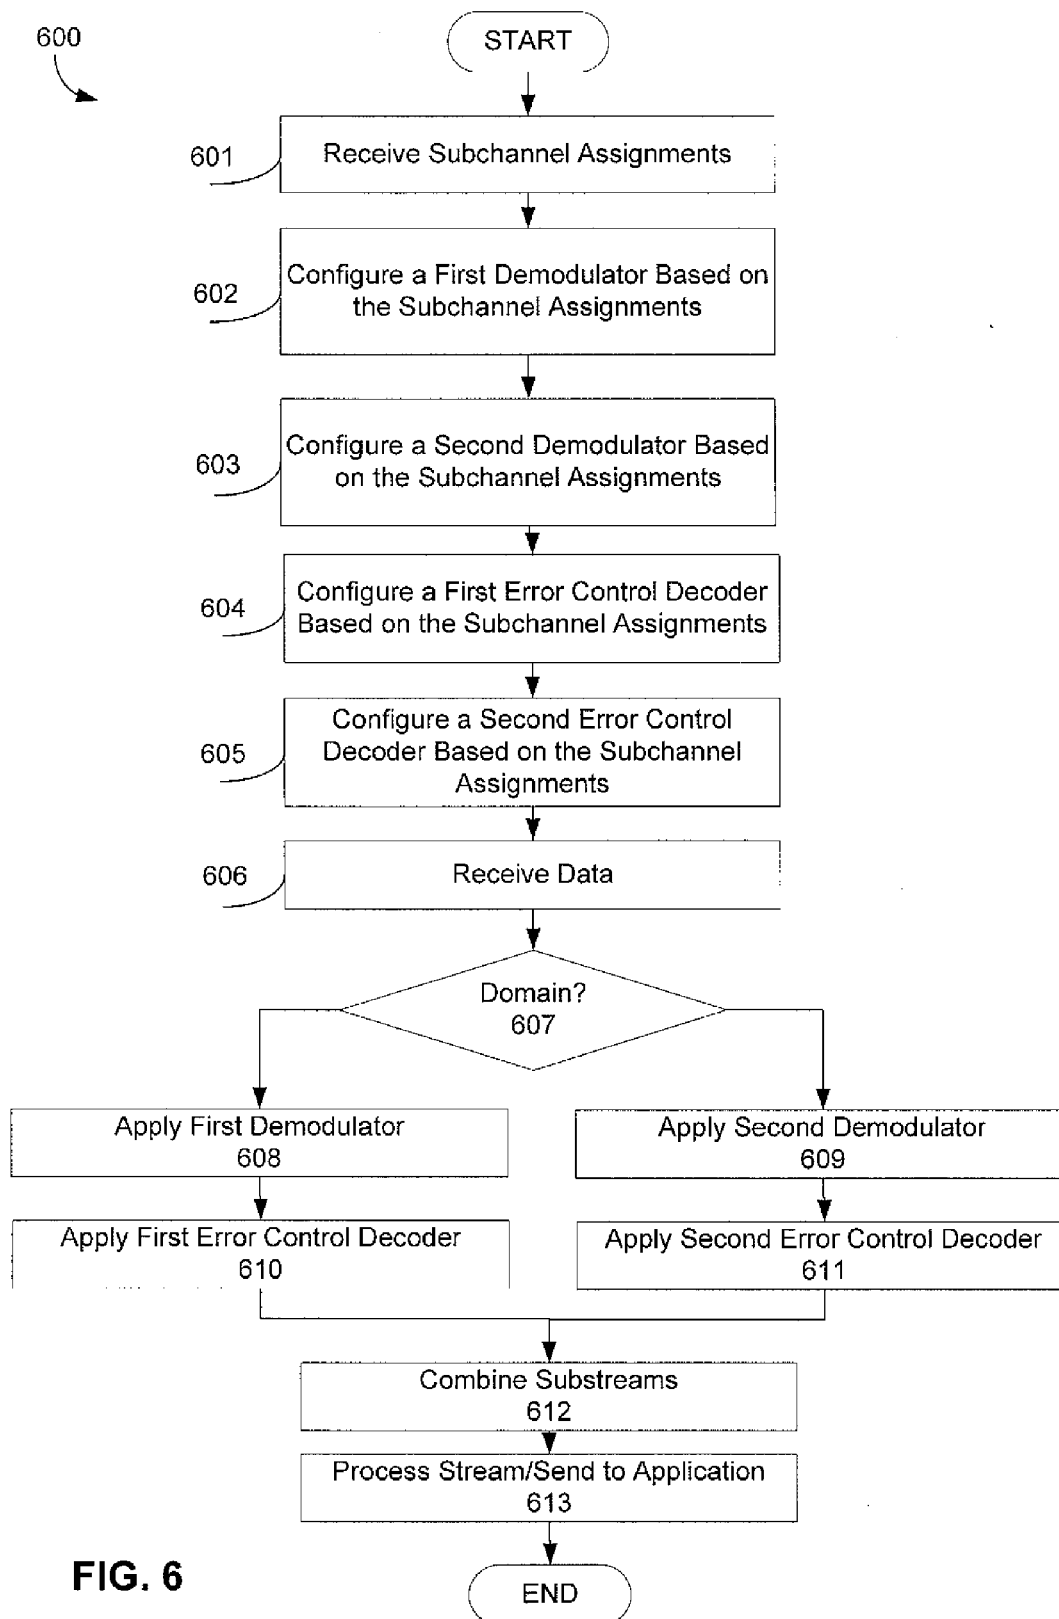 600
START
601
Receive Subchannel Assignments
602
Configure a First Demodulator Based on
the Subchannel Assignments
603
Configure a Second Demodulator Based
on the Subchannel Assignments
604
Configure a First Error Control Decoder
Based on the Subchannel Assignments
605
Configure a Second Error Control
Decoder Based on the Subchannel
Assignments
606
Receive Data
Domain?
607
Apply First Demodulator
608
Apply Second Demodulator
609
Apply First Error Control Decoder
610
Apply Second Error Control Decoder
611
Combine Substreams
612
Process Stream/Send to Application
613
END
FIG. 6